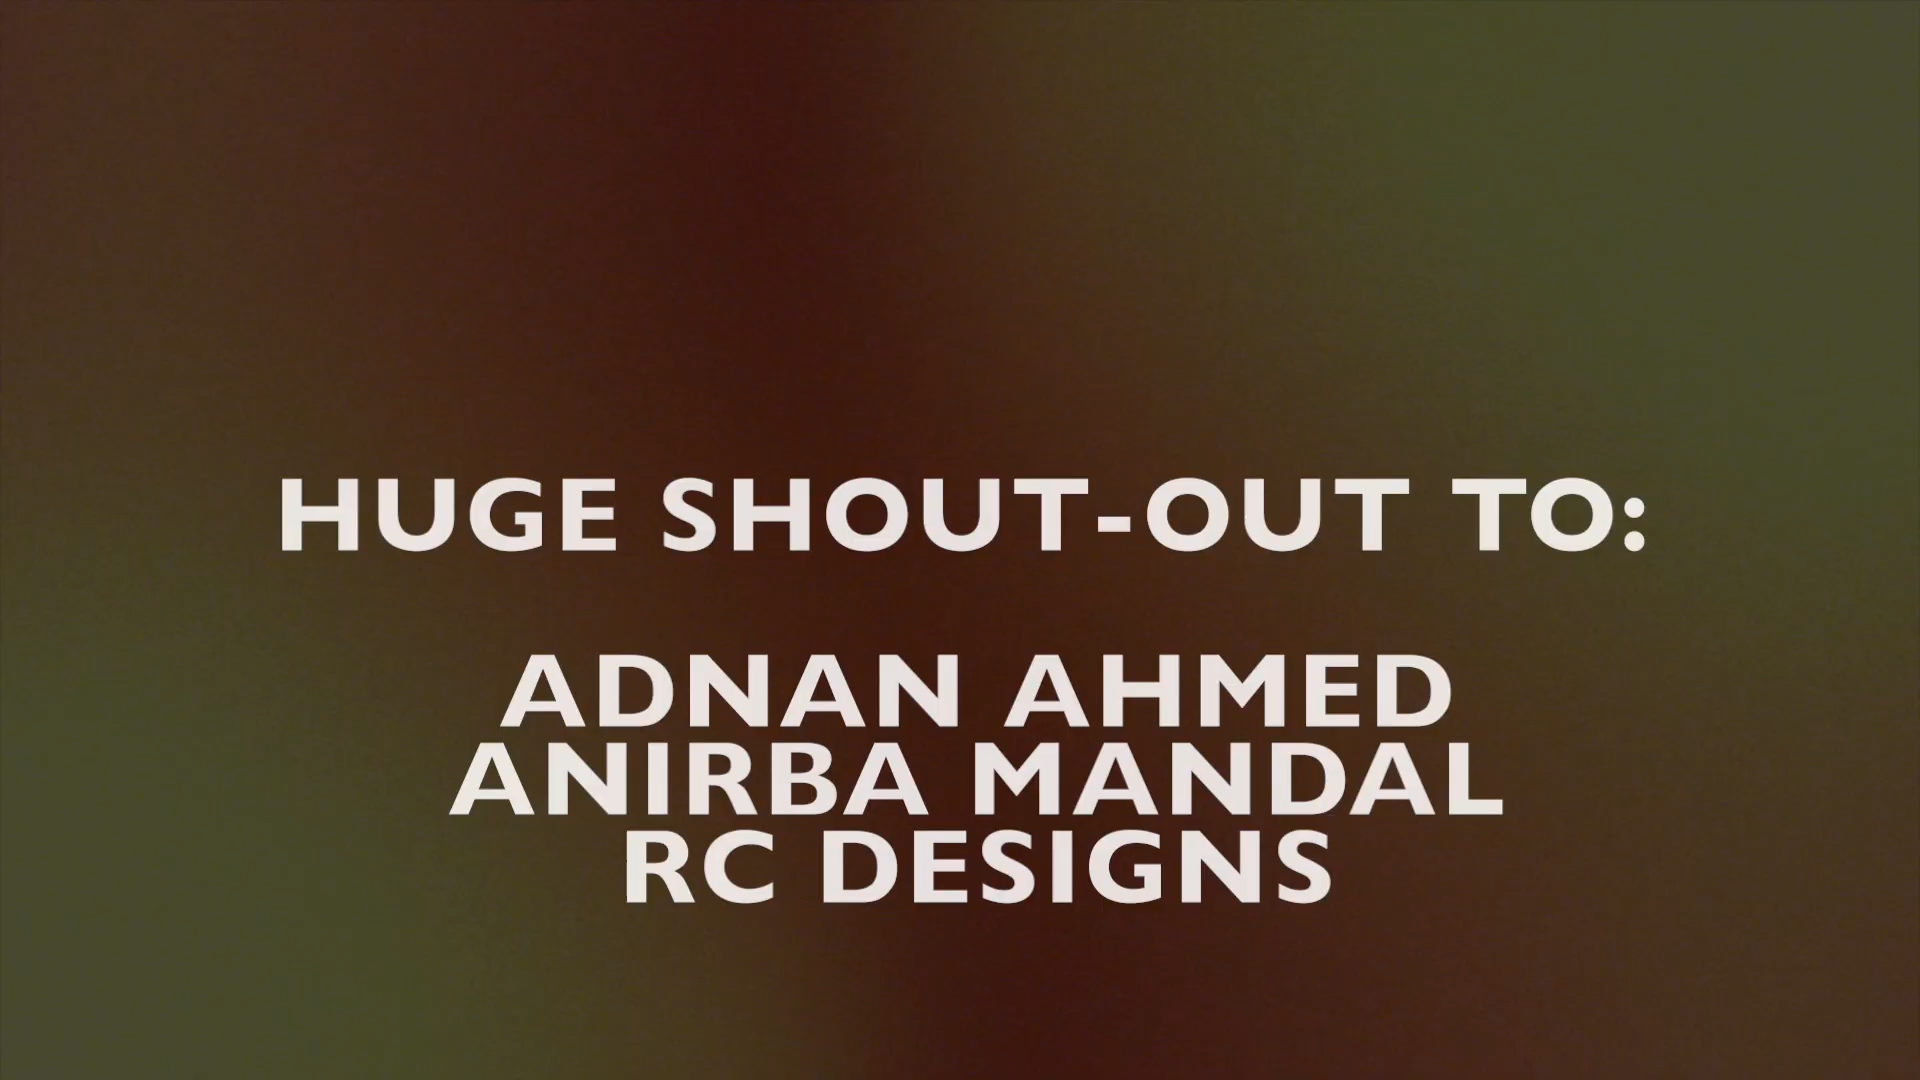 HUGE SHOUT-OUT TO:
ADNAN AHMED
ANIRBA MANDAL
RC DESIGNS